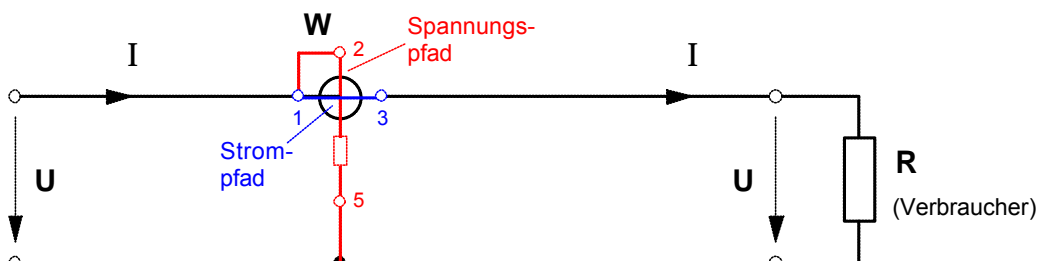 W
Spannungs-
pfad
2
I
I
1
3
Strom-
pfad
U
5
U
R
(Verbraucher)